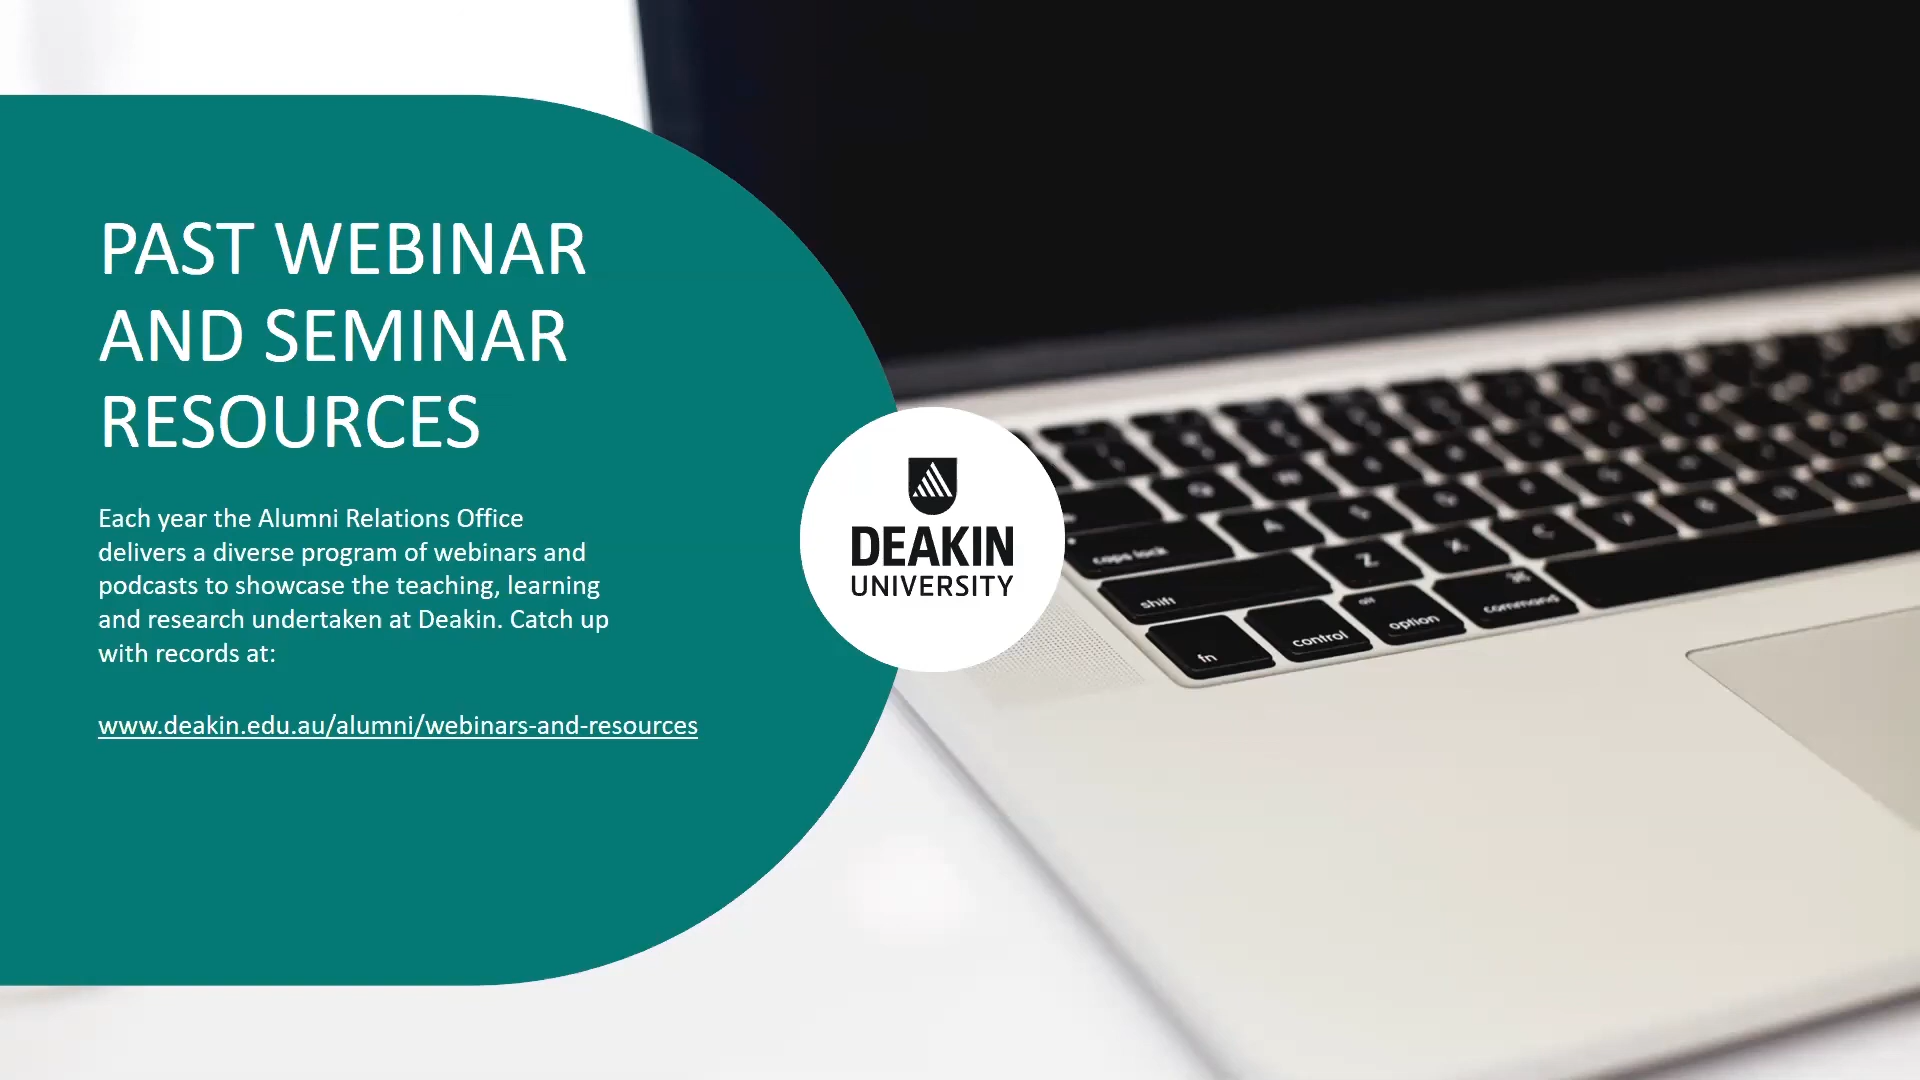 PAST WEBINAR
AND SEMINAR
RESOURCES
Each year the Alumni Relations Office
delivers a diverse program of webinars and
podcasts to showcase the teaching, learning
and research undertaken at Deakin. Catch up
with records at:
www.deakin.edu.au/alumni/webinars-and-resources
DEAKIN
UNIVERSITY
caps lock
A
shift
Z
X
C
fn
control
alt
option
⌘
command